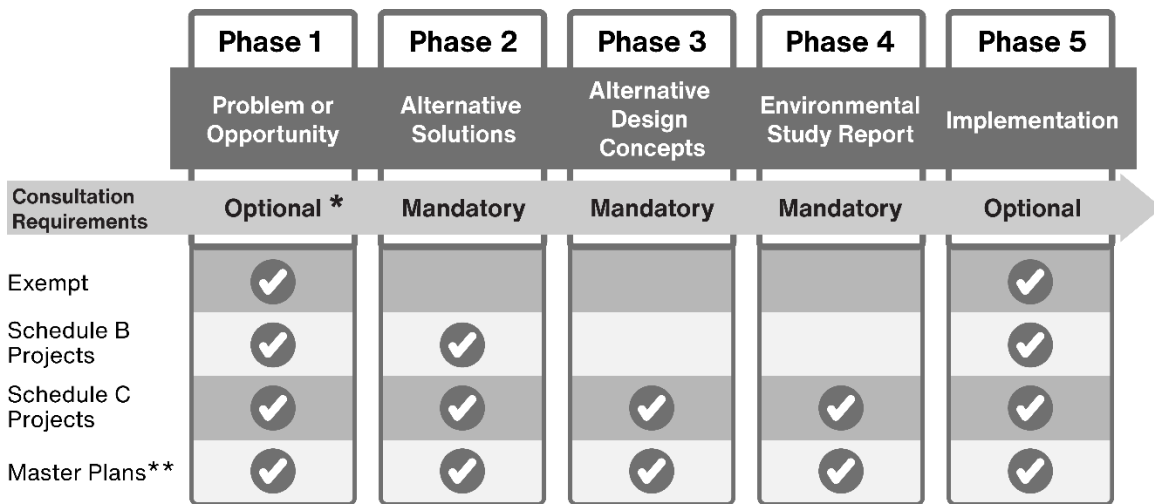 Phase 1
Phase 2
Phase 3
Phase 4
Phase 5
Problem or
Opportunity
Alternative
Solutions
Alternative
Design
Concepts
Environmental
Study Report
Implementation
Consultation
Requirements
Optional *
Mandatory
Mandatory
Mandatory
Optional
Exempt
Schedule B
Projects
Schedule C
Projects
Master Plans**